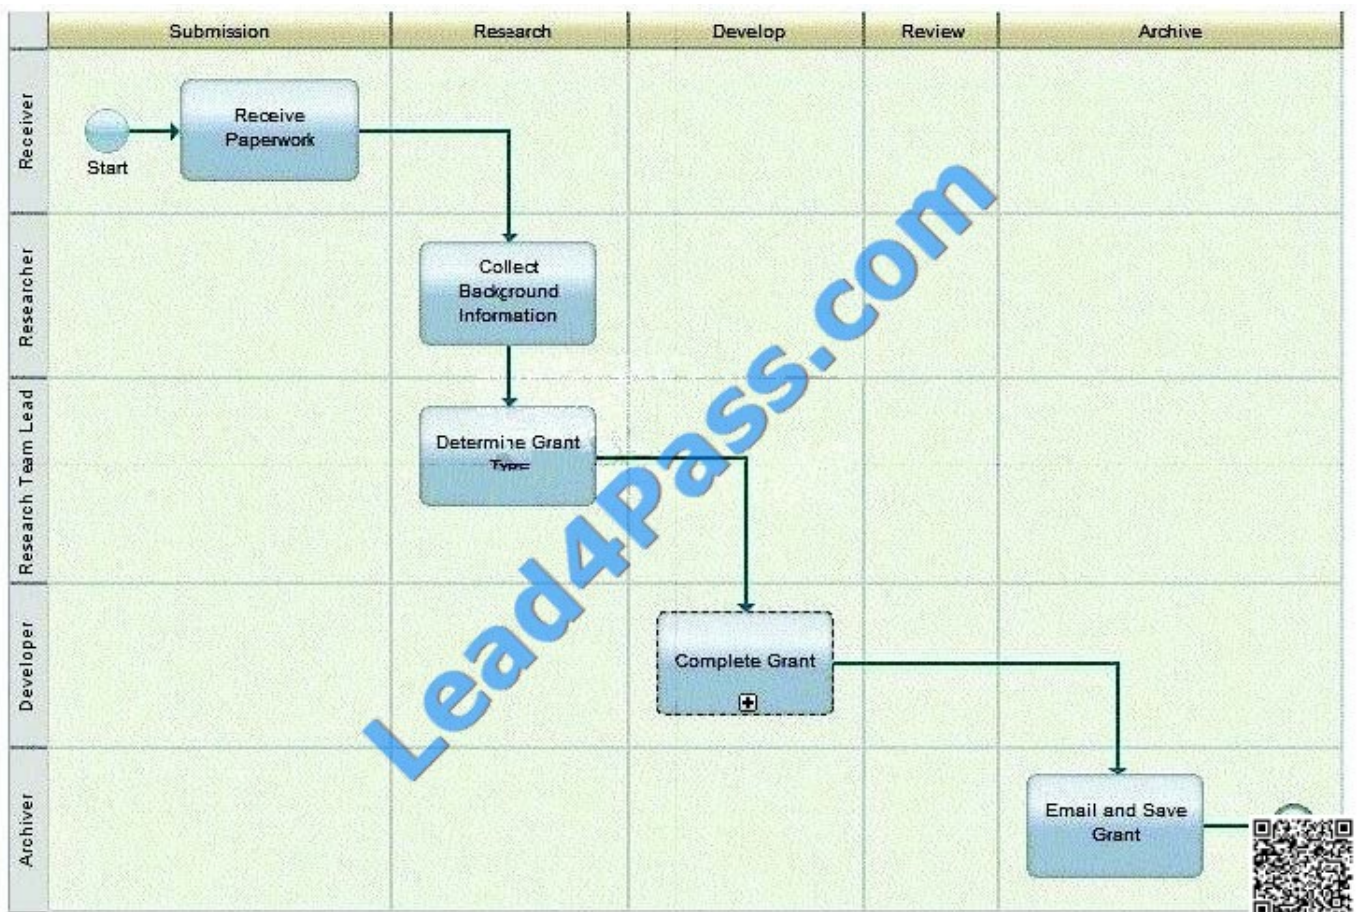 Submission
Research
Develop
Review
Archive
Receiver
Start
Receive
Paperwork
Researcher
Collect
Background
Information
Research Team Lead
Determine Grant
Type
Developer
Complete Grant
Archiver
Email and Save
Grant
Lead4Pass.com